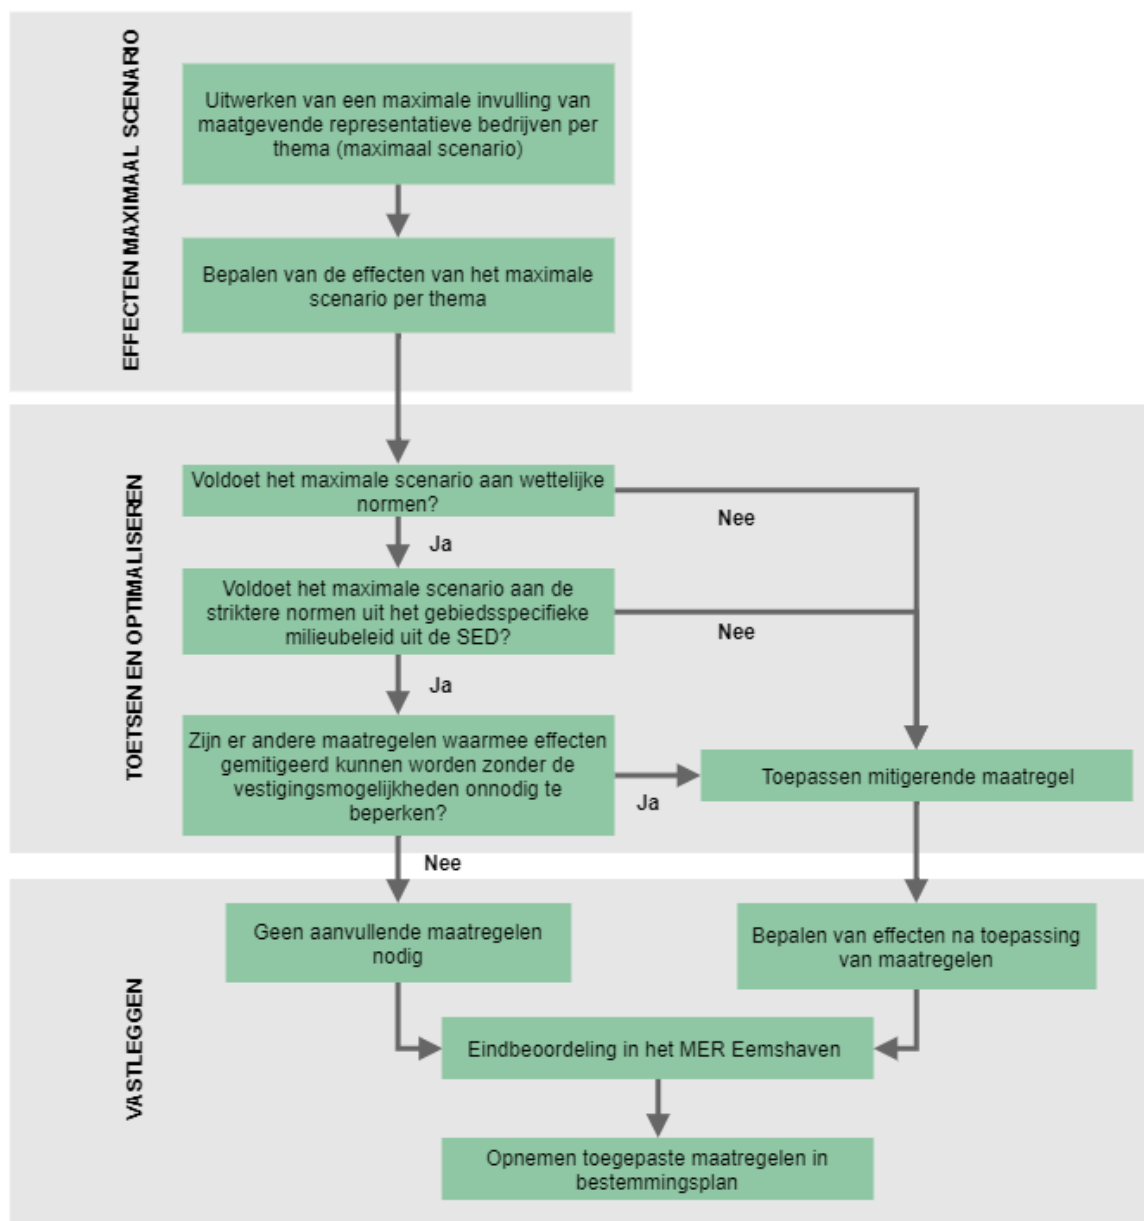 EFFECTEN MAXIMAAL SCENARIO
Uitwerken van een maximale invulling van
maatgevende representatieve bedrijven per
thema (maximaal scenario)
Bepalen van de effecten van het maximale
scenario per thema
TOETSEN EN OPTIMALISEREN
Voldoet het maximale scenario aan wettelijke
normen?
Nee
Ja
Voldoet het maximale scenario aan de
striktere normen uit het gebiedsspecifieke
milieubeleid uit de SED?
Nee
Ja
Zijn er andere maatregelen waarmee effecten
gemitigeerd kunnen worden zonder de
vestigingsmogelijkheden onnodig te
beperken?
Ja
Toepassen mitigerende maatregel
Nee
VASTLEGGEN
Geen aanvullende maatregelen
nodig
Bepalen van effecten na toepassing
van maatregelen
Eindbeoordeling in het MER Eemshaven
Opnemen toegepaste maatregelen in
bestemmingsplan